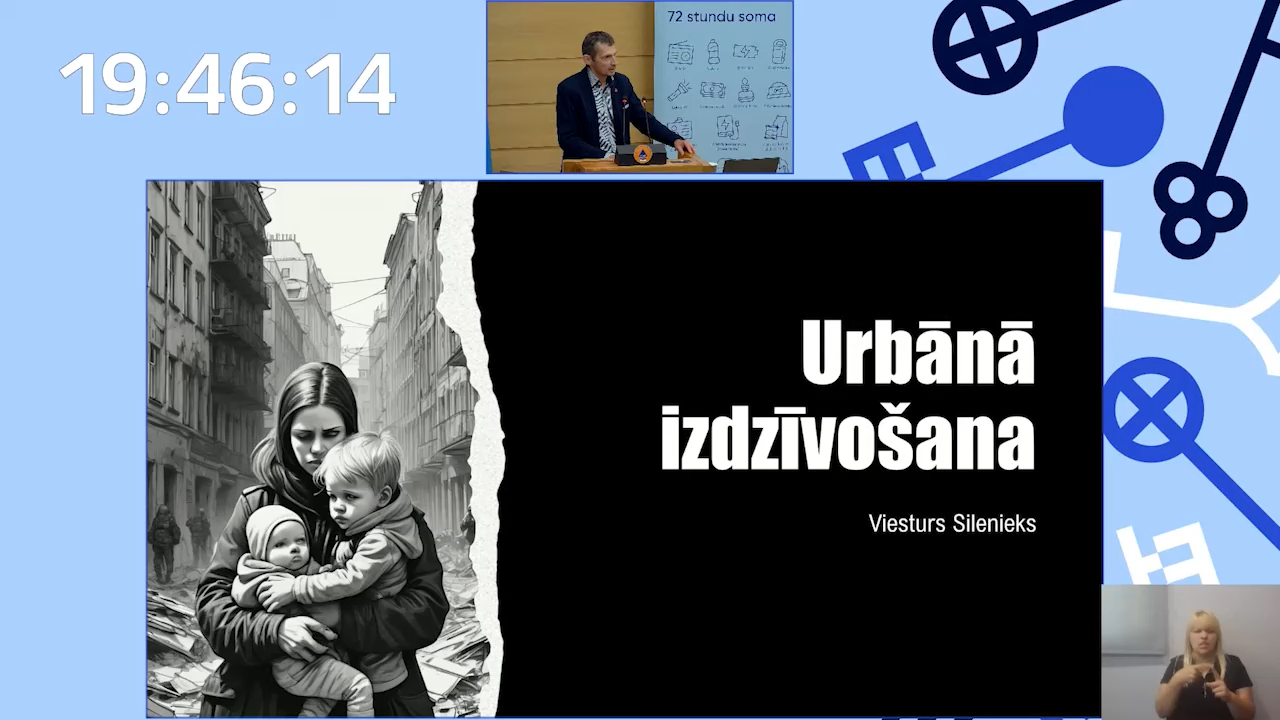 19:46:14
72 stundu soma
Urbānā
izdzīvošana
Viesturs Silenieks